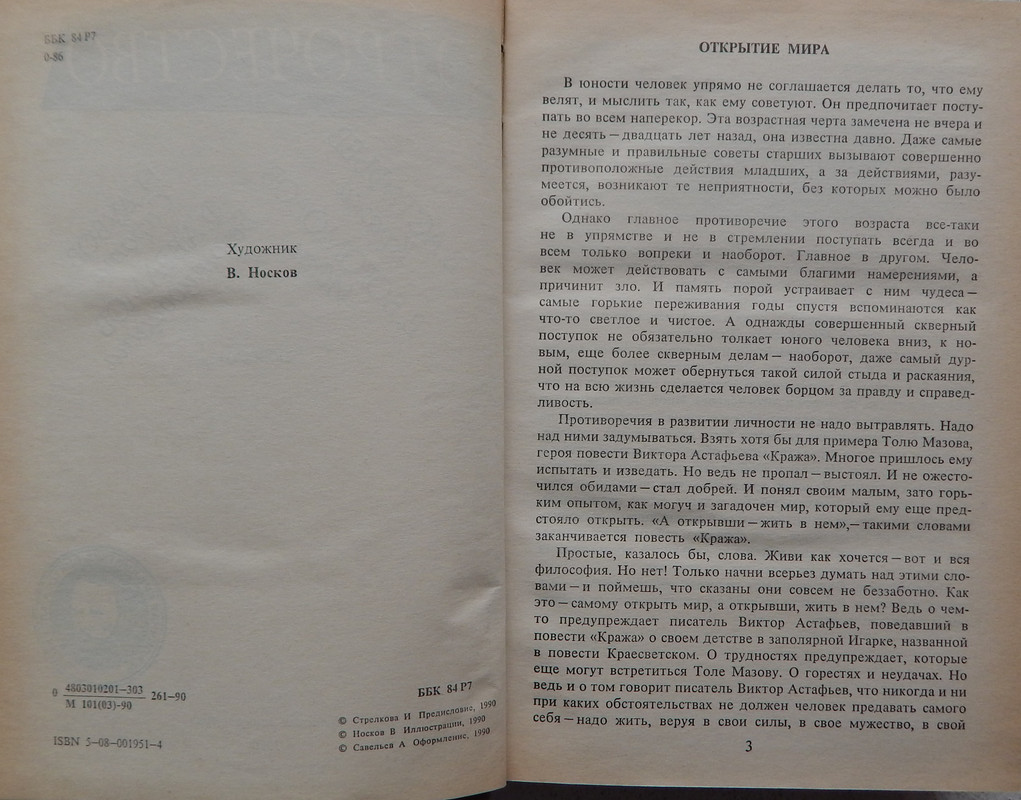 ББК 84 Р7
0-86
Художник
В. Носков
0 4803010201—303 261-90
М 101(03)-90
ISBN 5—08—001951—4
ББК 84 Р7
© Стрелкова И Предисловие, 1990
© Носков В Иллюстрации, 1990
© Савельев А Оформление, 1990
ОТКРЫТИЕ МИРА
В юности человек упрямо не соглашается делать то, что ему
велят, и мыслить так, как ему советуют. Он предпочитает посту-
пать во всем наперекор. Эта возрастная черта замечена не вчера и
не десять — двадцать лет назад, она известна давно. Даже самые
разумные и правильные советы старших вызывают совершенно
противоположные действия младших, а за действиями, разу-
меется, возникают те неприятности, без которых можно было
обойтись.
Однако главное противоречие этого возраста все-таки
не в упрямстве и не в стремлении поступать всегда и во
всем только вопреки и наоборот. Главное в другом. Чело-
век может действовать с самыми благими намерениями, а
причинит зло. И память порой устраивает с ним чудеса —
самые горькие переживания годы спустя вспоминаются как
что-то светлое и чистое. А однажды совершенный скверный
поступок не обязательно толкает юного человека вниз, к но-
вым, еще более скверным делам — наоборот, даже самый дур-
ной поступок может обернуться такой силой стыда и раскаяния,
что на всю жизнь сделается человек борцом за правду и справед-
ливость.
Противоречия в развитии личности не надо вытравлять. Надо
над ними задумываться. Взять хотя бы для примера Толю Мазова,
героя повести Виктора Астафьева «Кража». Многое пришлось ему
испытать и изведать. Но ведь не пропал — выстоял. И не ожесто-
чился обидами — стал добрей. И понял своим малым, зато горь-
ким опытом, как могуч и загадочен мир, который ему еще пред-
стояло открыть. «А открывши — жить в нем»,— такими словами
заканчивается повесть «Кража».
Простые, казалось бы, слова. Живи как хочется — вот и вся
философия. Но нет! Только начни всерьез думать над этими сло-
вами — и поймешь, что сказаны они совсем не беззаботно. Как
это — самому открыть мир, а открывши, жить в нем? Ведь о чем-
то предупреждает писатель Виктор Астафьев, поведавший в
повести «Кража» о своем детстве в заполярной Игарке, названной
в повести Краесветском. О трудностях предупреждает, которые
еще могут встретиться Толе Мазову. О горестях и неудачах. Но
ведь и о том говорит писатель Виктор Астафьев, что никогда и ни
при каких обстоятельствах не должен человек предавать самого
себя — надо жить, веруя в свои силы, в свое мужество, в свой
3